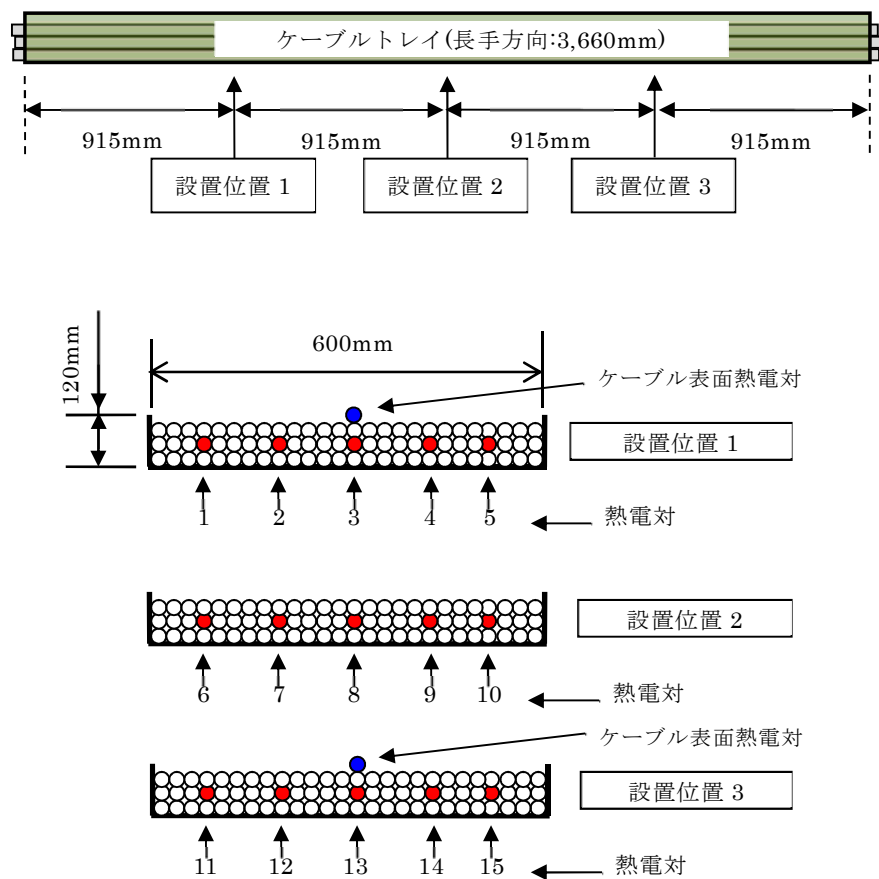 ケーブルトレイ(長手方向:3,660mm)
915mm 915mm 915mm 915mm
設置位置 1 設置位置 2 設置位置 3
600mm
120mm
ケーブル表面熱電対
設置位置 1
1 2 3 4 5
熱電対
設置位置 2
6 7 8 9 10
熱電対
ケーブル表面熱電対
設置位置 3
11 12 13 14 15
熱電対